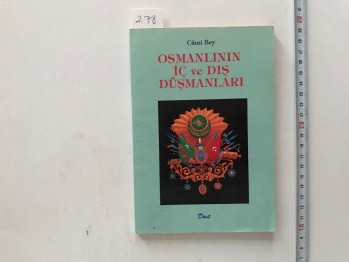 278
Câmi Bey
OSMANLININ
İÇ ve DIŞ
DÜŞMANLARI